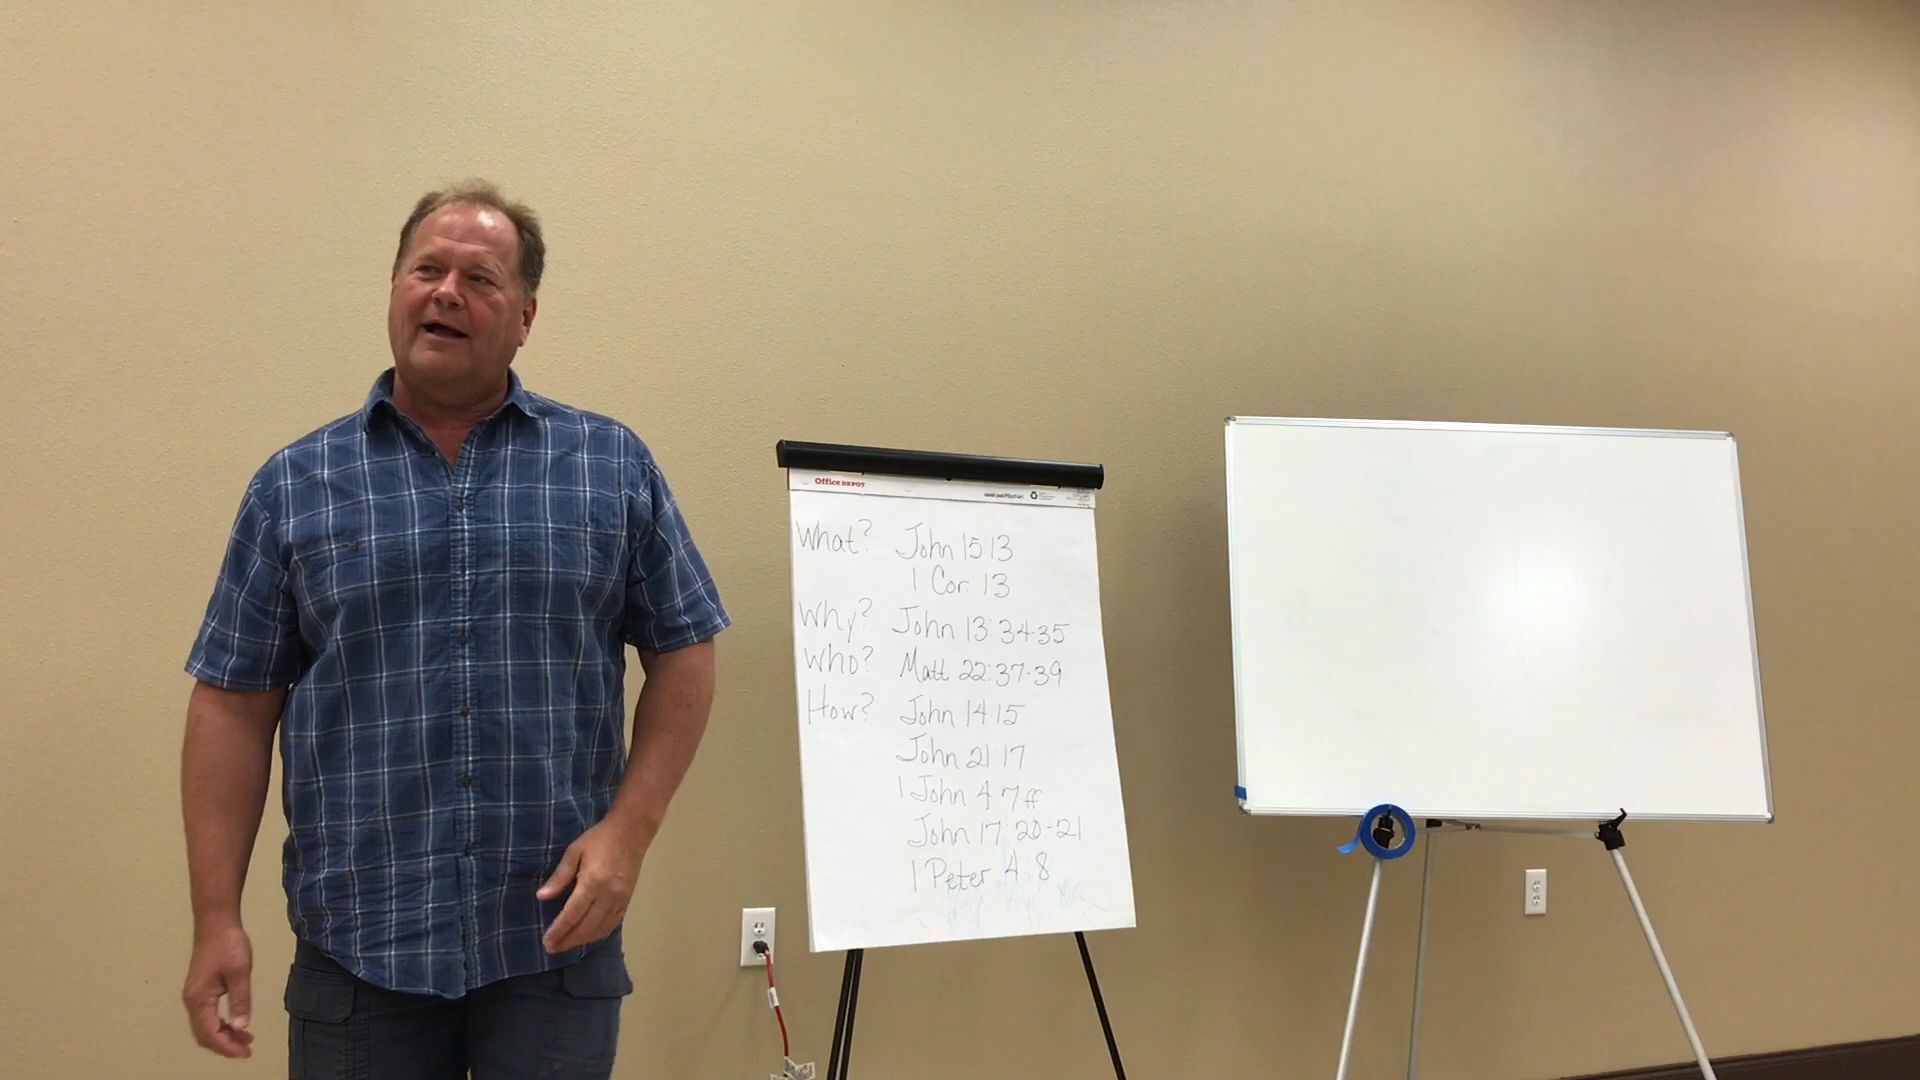 Office DEPOT
What? John 15:13
1 Cor. 13
Why? John 13:34-35
Who? Matt 22:37-39
How? John 14:15
John 21 17
1 John 4:7ff
John 17:20-21
1 Peter 4:8